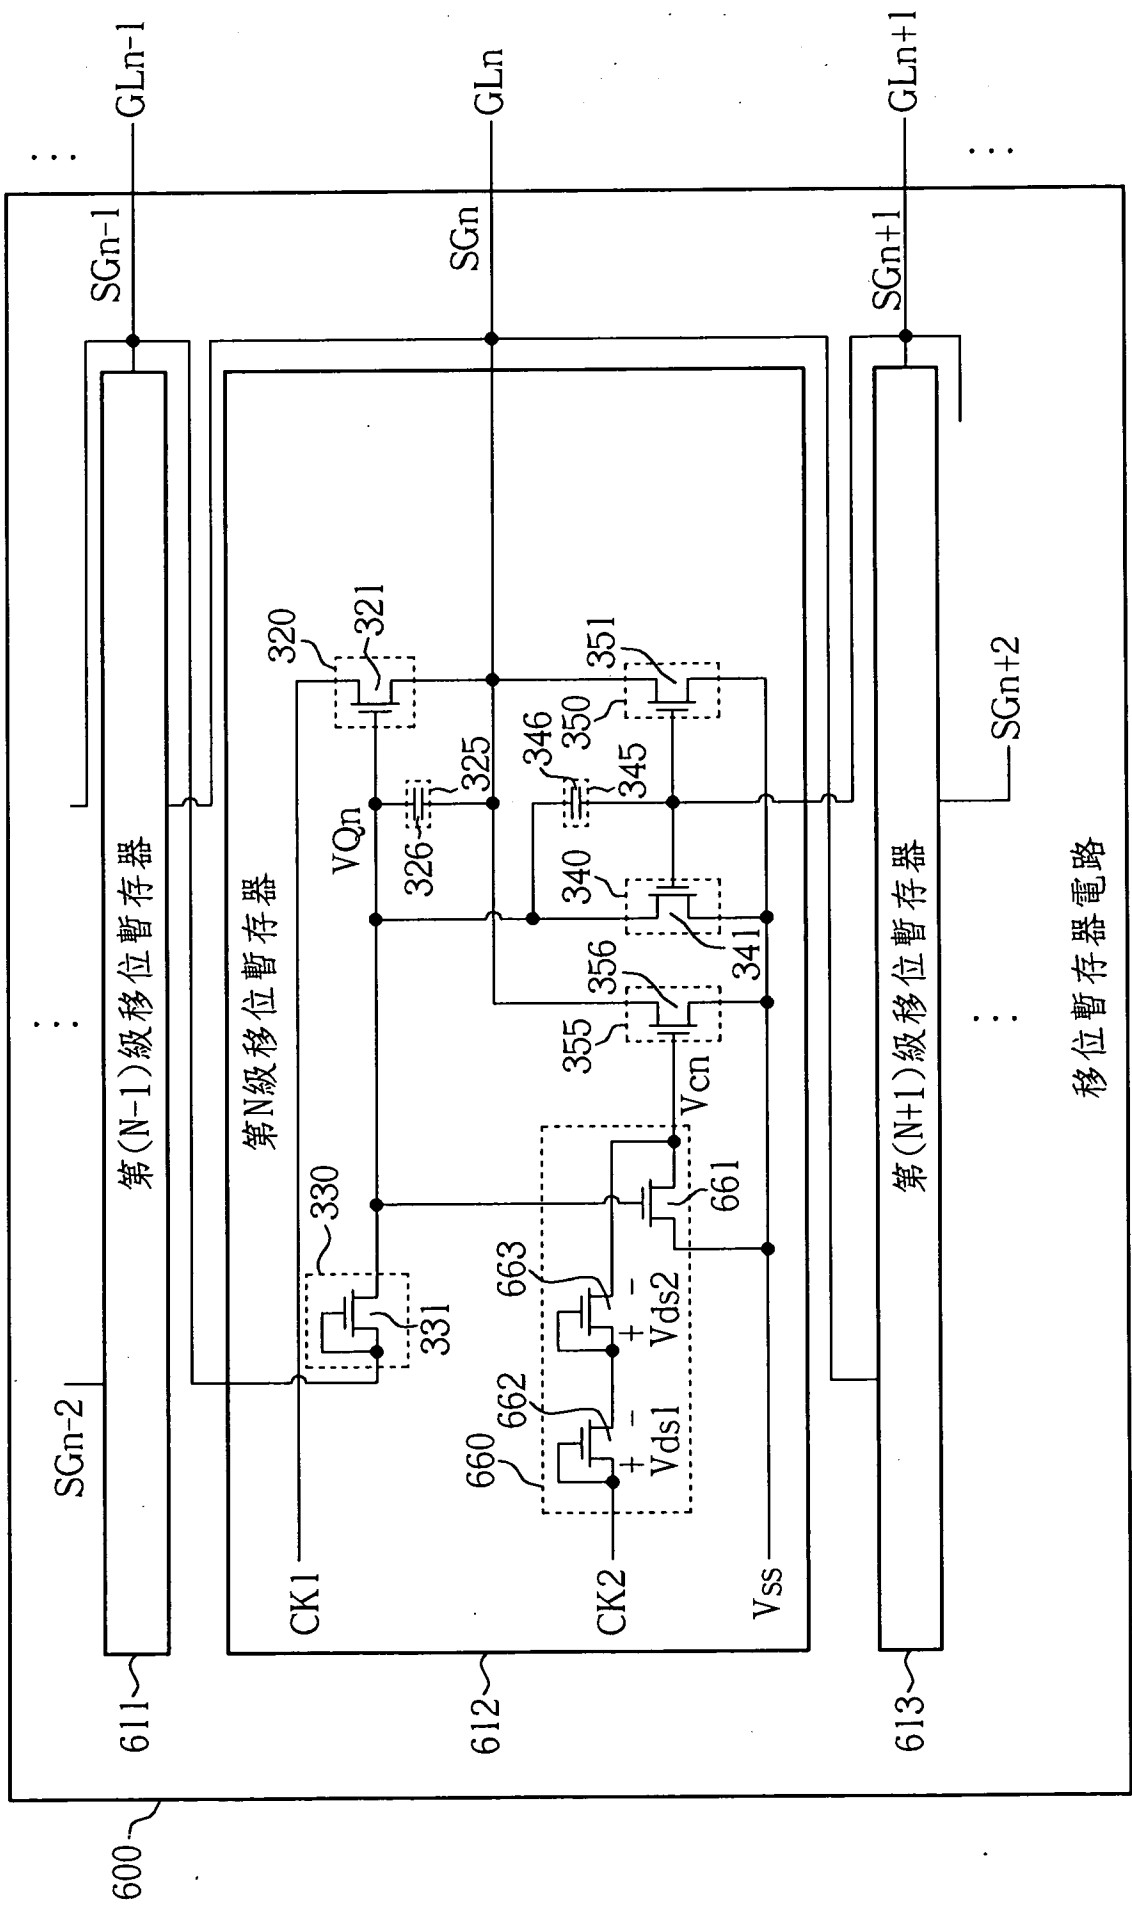 600
611
SGn-2
第(N-1)級移位暫存器
SGn-1
GLn-1
612
第N級移位暫存器
CK1
330
331
VQn
320
321
326
325
SGn
GLn
CK2
660
662
663
+ Vds1 -
+ Vds2 -
661
Vcn
355
356
340
341
346
345
350
351
Vss
613
第(N+1)級移位暫存器
SGn+1
GLn+1
SGn+2
移位暫存器電路